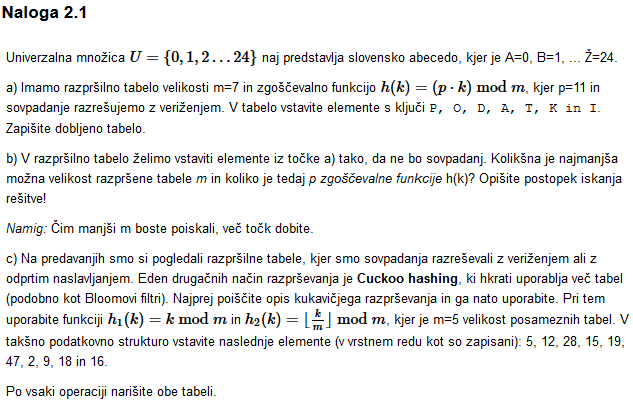 Naloga 2.1
Univerzalna množica U = {0, 1, 2 … 24} naj predstavlja slovensko abecedo, kjer je A=0, B=1, ... Ž=24.
a) Imamo razpršilno tabelo velikosti m=7 in zgoščevalno funkcijo h(k) = (p · k) mod m, kjer p=11 in
sovpadanje razrešujemo z veriženjem. V tabelo vstavite elemente s ključi P, O, D, A, T, K in I.
Zapišite dobljeno tabelo.
b) V razpršilno tabelo želimo vstaviti elemente iz točke a) tako, da ne bo sovpadanj. Kolikšna je najmanjša
možna velikost razpršene tabele m in koliko je tedaj p zgoščevalne funkcije h(k)? Opišite postopek iskanja
rešitve!
Namig: Čim manjši m boste poiskali, več točk dobite.
c) Na predavanjih smo si pogledali razpršilne tabele, kjer smo sovpadanja razreševali z veriženjem ali z
odprtim naslavljanjem. Eden drugačnih način razprševanja je Cuckoo hashing, ki hkrati uporablja več tabel
(podobno kot Bloomovi filtri). Najprej poiščite opis kukavičjega razprševanja in ga nato uporabite. Pri tem
uporabite funkciji h₁(k) = k mod m in h₂(k) = ⌊k/m⌋ mod m, kjer je m=5 velikost posameznih tabel. V
takšno podatkovno strukturo vstavite naslednje elemente (v vrstnem redu kot so zapisani): 5, 12, 28, 15, 19,
47, 2, 9, 18 in 16.
Po vsaki operaciji narišite obe tabeli.